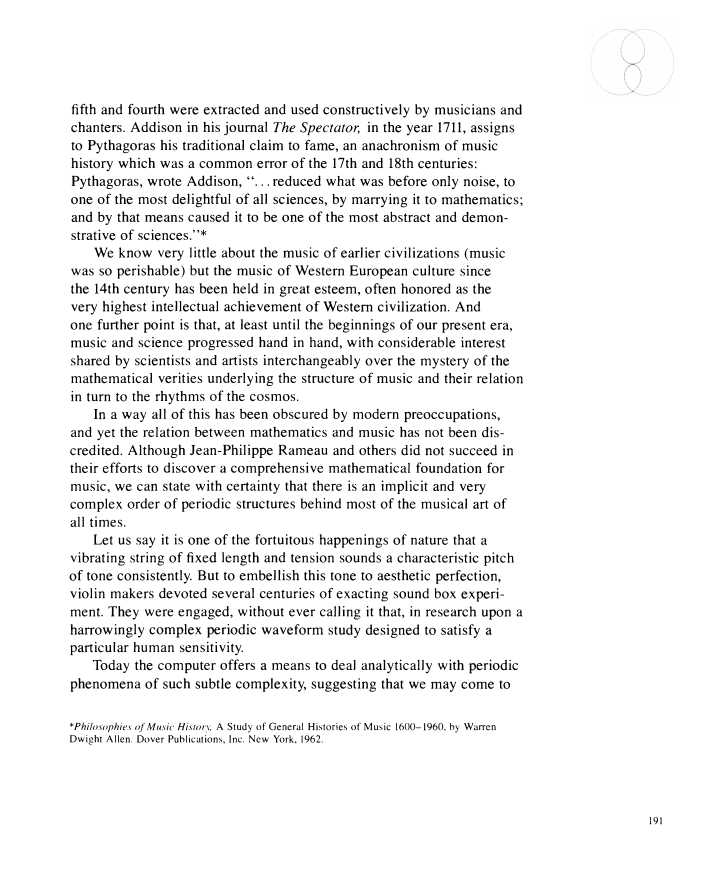 fifth and fourth were extracted and used constructively by musicians and
chanters. Addison in his journal The Spectator, in the year 1711, assigns
to Pythagoras his traditional claim to fame, an anachronism of music
history which was a common error of the 17th and 18th centuries:
Pythagoras, wrote Addison, “. . . reduced what was before only noise, to
one of the most delightful of all sciences, by marrying it to mathematics;
and by that means caused it to be one of the most abstract and demon-
strative of sciences.”*
We know very little about the music of earlier civilizations (music
was so perishable) but the music of Western European culture since
the 14th century has been held in great esteem, often honored as the
very highest intellectual achievement of Western civilization. And
one further point is that, at least until the beginnings of our present era,
music and science progressed hand in hand, with considerable interest
shared by scientists and artists interchangeably over the mystery of the
mathematical verities underlying the structure of music and their relation
in turn to the rhythms of the cosmos.
In a way all of this has been obscured by modern preoccupations,
and yet the relation between mathematics and music has not been dis-
credited. Although Jean-Philippe Rameau and others did not succeed in
their efforts to discover a comprehensive mathematical foundation for
music, we can state with certainty that there is an implicit and very
complex order of periodic structures behind most of the musical art of
all times.
Let us say it is one of the fortuitous happenings of nature that a
vibrating string of fixed length and tension sounds a characteristic pitch
of tone consistently. But to embellish this tone to aesthetic perfection,
violin makers devoted several centuries of exacting sound box experi-
ment. They were engaged, without ever calling it that, in research upon a
harrowingly complex periodic waveform study designed to satisfy a
particular human sensitivity.
Today the computer offers a means to deal analytically with periodic
phenomena of such subtle complexity, suggesting that we may come to
*Philosophies of Music History; A Study of General Histories of Music 1600–1960, by Warren
Dwight Allen. Dover Publications, Inc. New York, 1962.
191